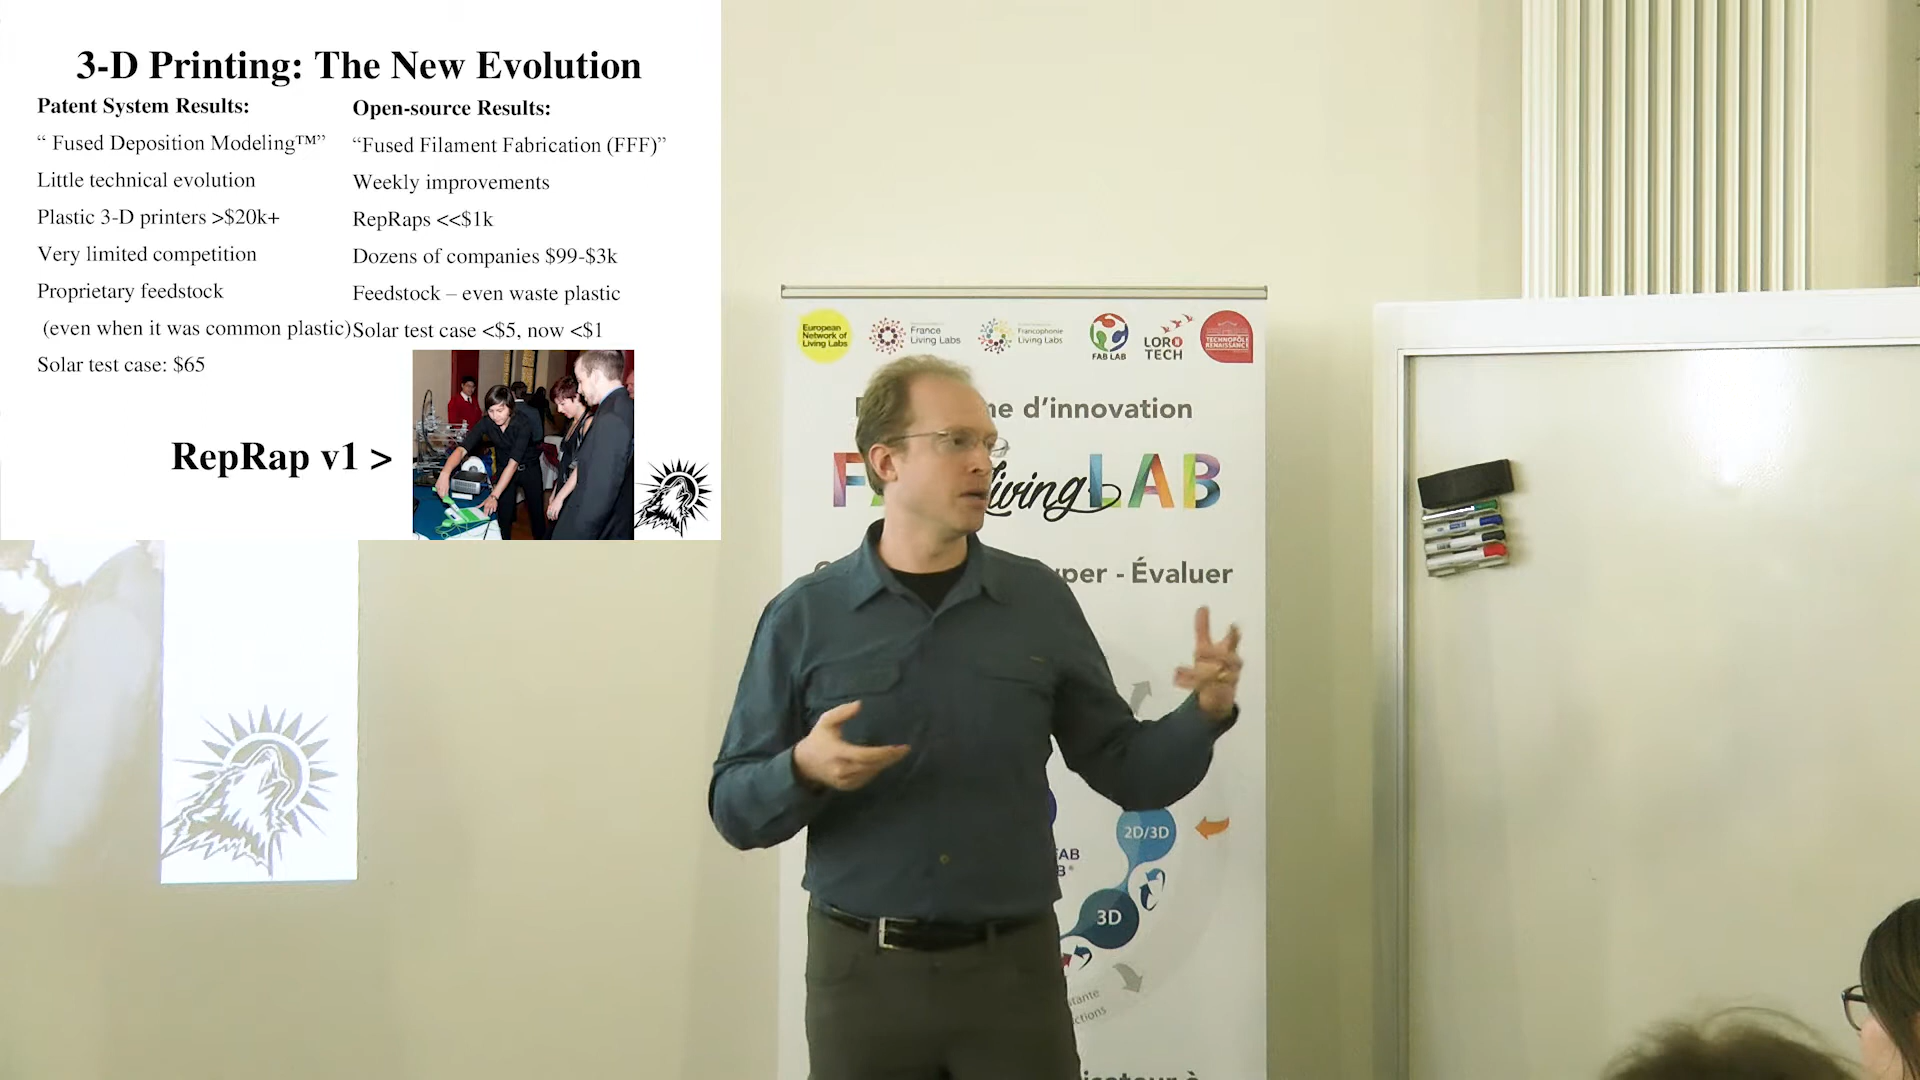 3-D Printing: The New Evolution
Patent System Results:
“ Fused Deposition Modeling™”
Little technical evolution
Plastic 3-D printers >$20k+
Very limited competition
Proprietary feedstock
(even when it was common plastic)
Solar test case: $65
Open-source Results:
“Fused Filament Fabrication (FFF)”
Weekly improvements
RepRaps <<$1k
Dozens of companies $99-$3k
Feedstock – even waste plastic
Solar test case <$5, now <$1
RepRap v1 >
European
Network of
Living Labs
France
Living Labs
Francophonie
Living Labs
FAB LAB
LORN
TECH
TECHNOPÔLE
RENAISSANCE
d’innovation
Living LAB
- Évaluer
2D/3D
3D